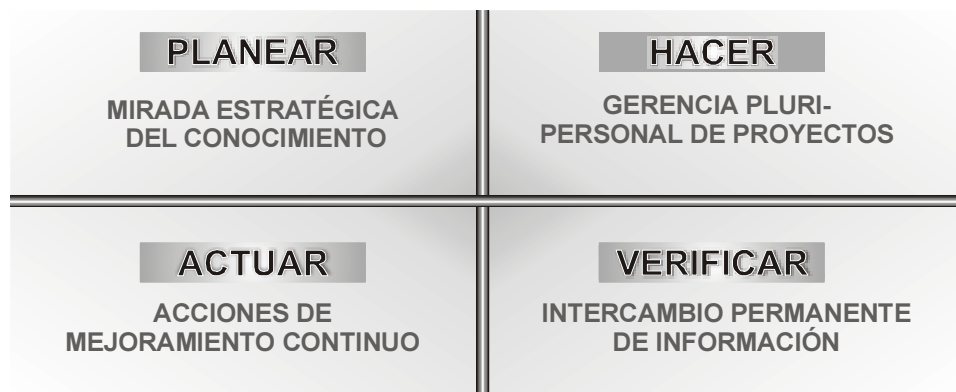 PLANEAR
MIRADA ESTRATÉGICA
DEL CONOCIMIENTO
HACER
GERENCIA PLURI-
PERSONAL DE PROYECTOS
ACTUAR
ACCIONES DE
MEJORAMIENTO CONTINUO
VERIFICAR
INTERCAMBIO PERMANENTE
DE INFORMACIÓN